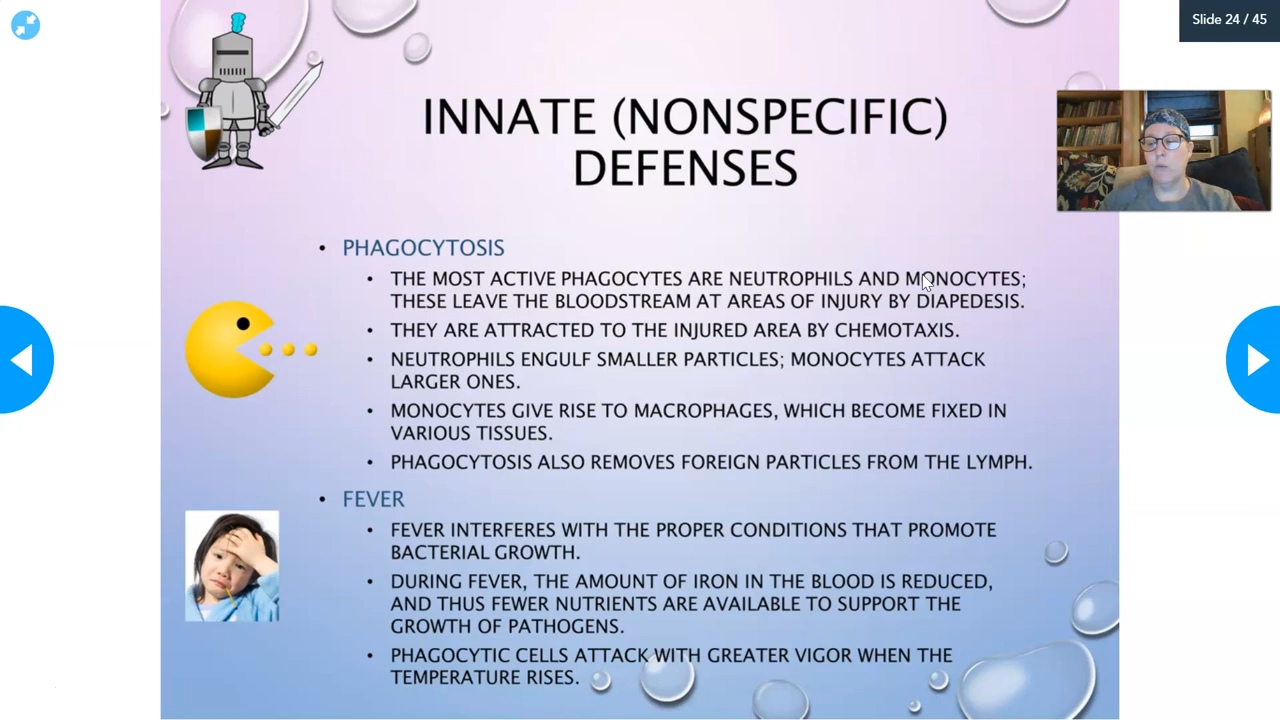 Slide 24 / 45
INNATE (NONSPECIFIC)
DEFENSES
• PHAGOCYTOSIS
• THE MOST ACTIVE PHAGOCYTES ARE NEUTROPHILS AND MONOCYTES;
THESE LEAVE THE BLOODSTREAM AT AREAS OF INJURY BY DIAPEDESIS.
• THEY ARE ATTRACTED TO THE INJURED AREA BY CHEMOTAXIS.
• NEUTROPHILS ENGULF SMALLER PARTICLES; MONOCYTES ATTACK
LARGER ONES.
• MONOCYTES GIVE RISE TO MACROPHAGES, WHICH BECOME FIXED IN
VARIOUS TISSUES.
• PHAGOCYTOSIS ALSO REMOVES FOREIGN PARTICLES FROM THE LYMPH.
• FEVER
• FEVER INTERFERES WITH THE PROPER CONDITIONS THAT PROMOTE
BACTERIAL GROWTH.
• DURING FEVER, THE AMOUNT OF IRON IN THE BLOOD IS REDUCED,
AND THUS FEWER NUTRIENTS ARE AVAILABLE TO SUPPORT THE
GROWTH OF PATHOGENS.
• PHAGOCYTIC CELLS ATTACK WITH GREATER VIGOR WHEN THE
TEMPERATURE RISES.